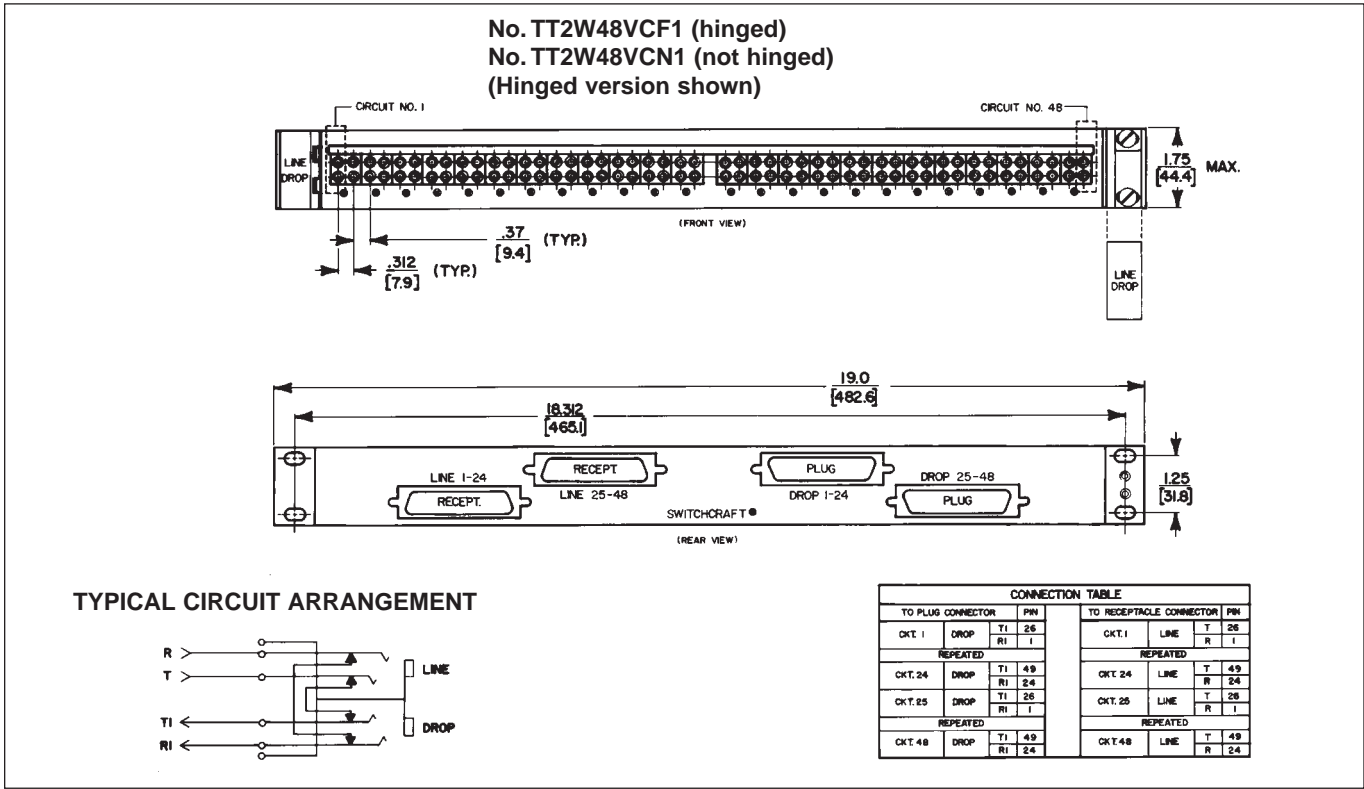 No. TT2W48VCF1 (hinged)
No. TT2W48VCN1 (not hinged)
(Hinged version shown)
CIRCUIT NO. 1
CIRCUIT NO. 48
LINE
DROP
1.75
[44.4]
MAX.
(FRONT VIEW)
.37
[9.4]
(TYP.)
.312
[7.9]
(TYP.)
LINE
DROP
19.0
[482.6]
18.312
[465.1]
LINE 1-24
RECEPT.
RECEPT
LINE 25-48
PLUG
DROP 1-24
DROP 25-48
PLUG
1.25
[31.8]
SWITCHCRAFT®
(REAR VIEW)
TYPICAL CIRCUIT ARRANGEMENT
R
T
T1
R1
LINE
DROP
CONNECTION TABLE
TO PLUG CONNECTOR PIN TO RECEPTACLE CONNECTOR PIN
CKT. 1 DROP T1 26 CKT. 1 LINE T 26
R1 1 R 1
REPEATED REPEATED
CKT. 24 DROP T1 49 CKT. 24 LINE T 49
R1 24 R 24
CKT. 25 DROP T1 26 CKT. 25 LINE T 26
R1 1 R 1
REPEATED REPEATED
CKT. 48 DROP T1 49 CKT. 48 LINE T 49
R1 24 R 24